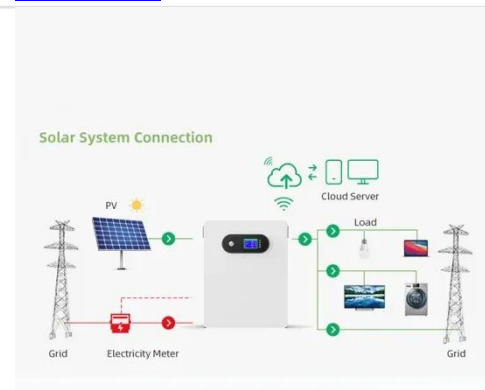 Solar System Connection
Cloud Server
PV
Load
Grid
Electricity Meter
Grid